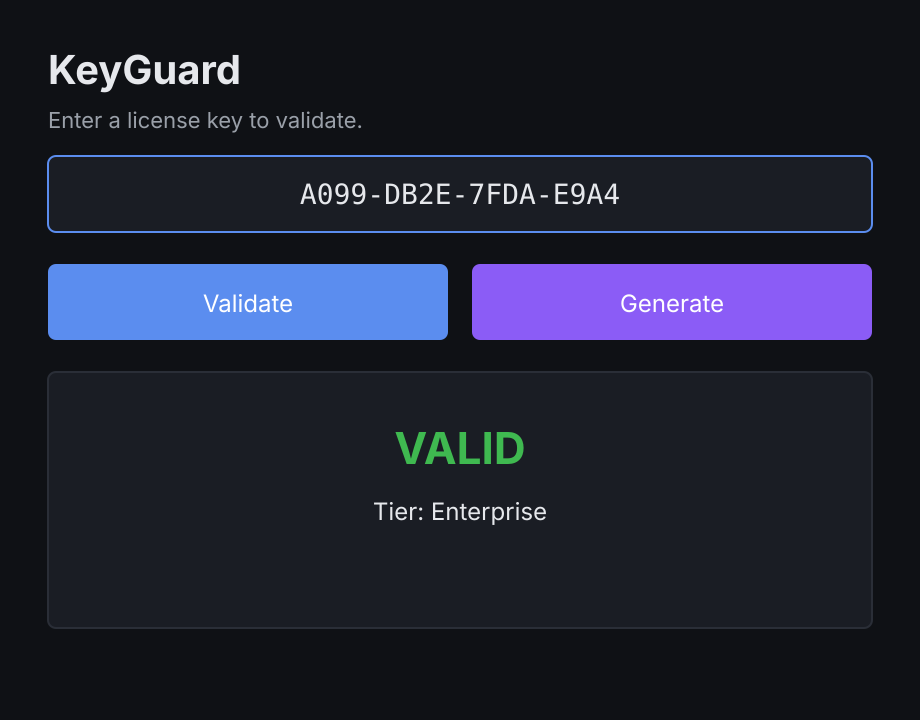 KeyGuard
Enter a license key to validate.
A099-DB2E-7FDA-E9A4
Validate Generate
VALID
Tier: Enterprise